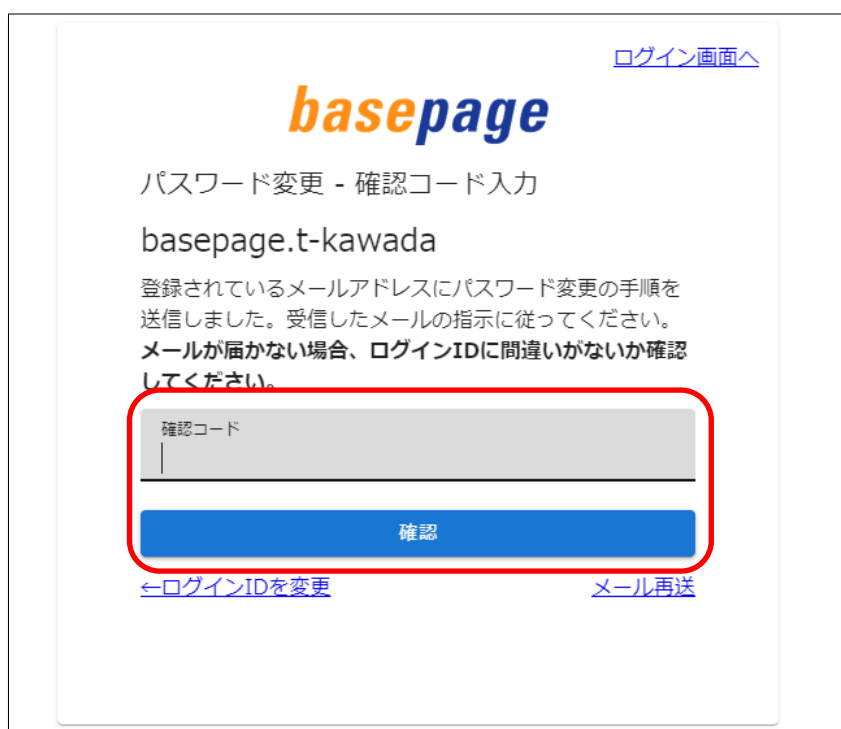 ログイン画面へ
basepage
パスワード変更 - 確認コード入力
basepage.t-kawada
登録されているメールアドレスにパスワード変更の手順を
送信しました。受信したメールの指示に従ってください。
メールが届かない場合、ログインIDに間違いがないか確認
してください。
確認コード
確認
←ログインIDを変更
メール再送